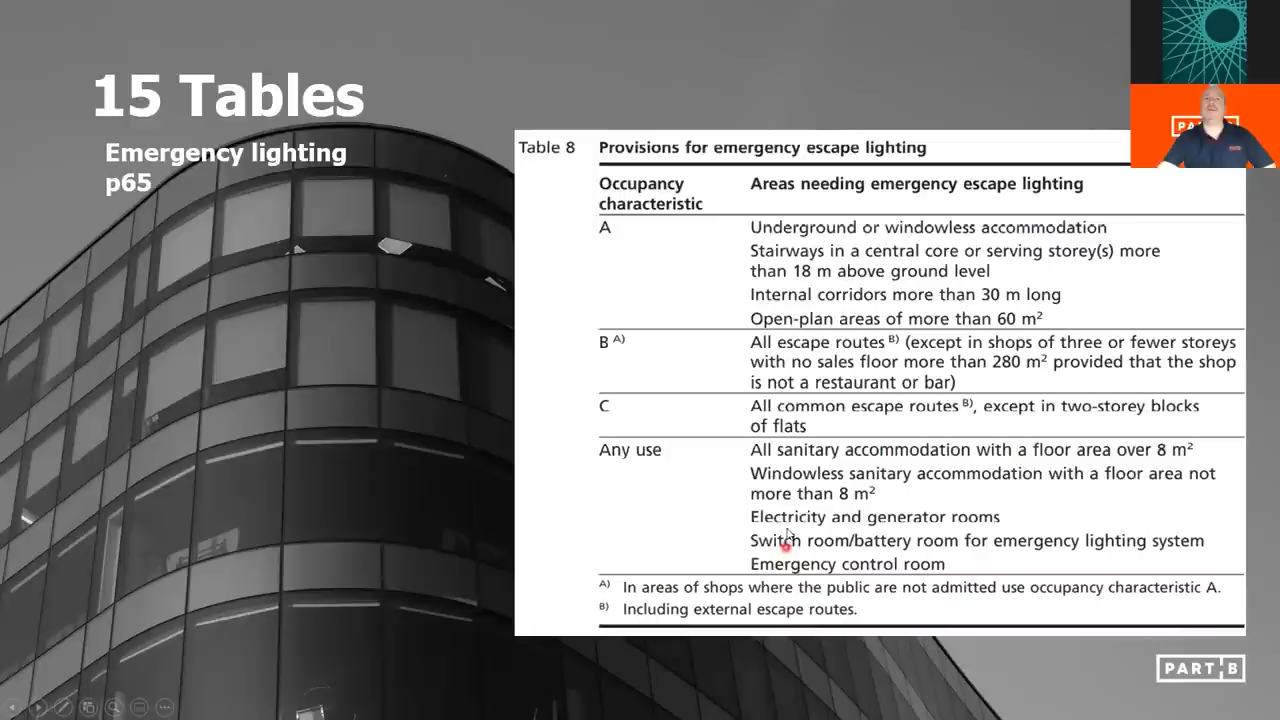 15 Tables
Emergency lighting
p65
Table 8 Provisions for emergency escape lighting
Occupancy characteristic Areas needing emergency escape lighting
A Underground or windowless accommodation
Stairways in a central core or serving storey(s) more
than 18 m above ground level
Internal corridors more than 30 m long
Open-plan areas of more than 60 m²
B A) All escape routes B) (except in shops of three or fewer storeys
with no sales floor more than 280 m² provided that the shop
is not a restaurant or bar)
C All common escape routes B), except in two-storey blocks
of flats
Any use All sanitary accommodation with a floor area over 8 m²
Windowless sanitary accommodation with a floor area not
more than 8 m²
Electricity and generator rooms
Switch room/battery room for emergency lighting system
Emergency control room
A) In areas of shops where the public are not admitted use occupancy characteristic A.
B) Including external escape routes.
PART B